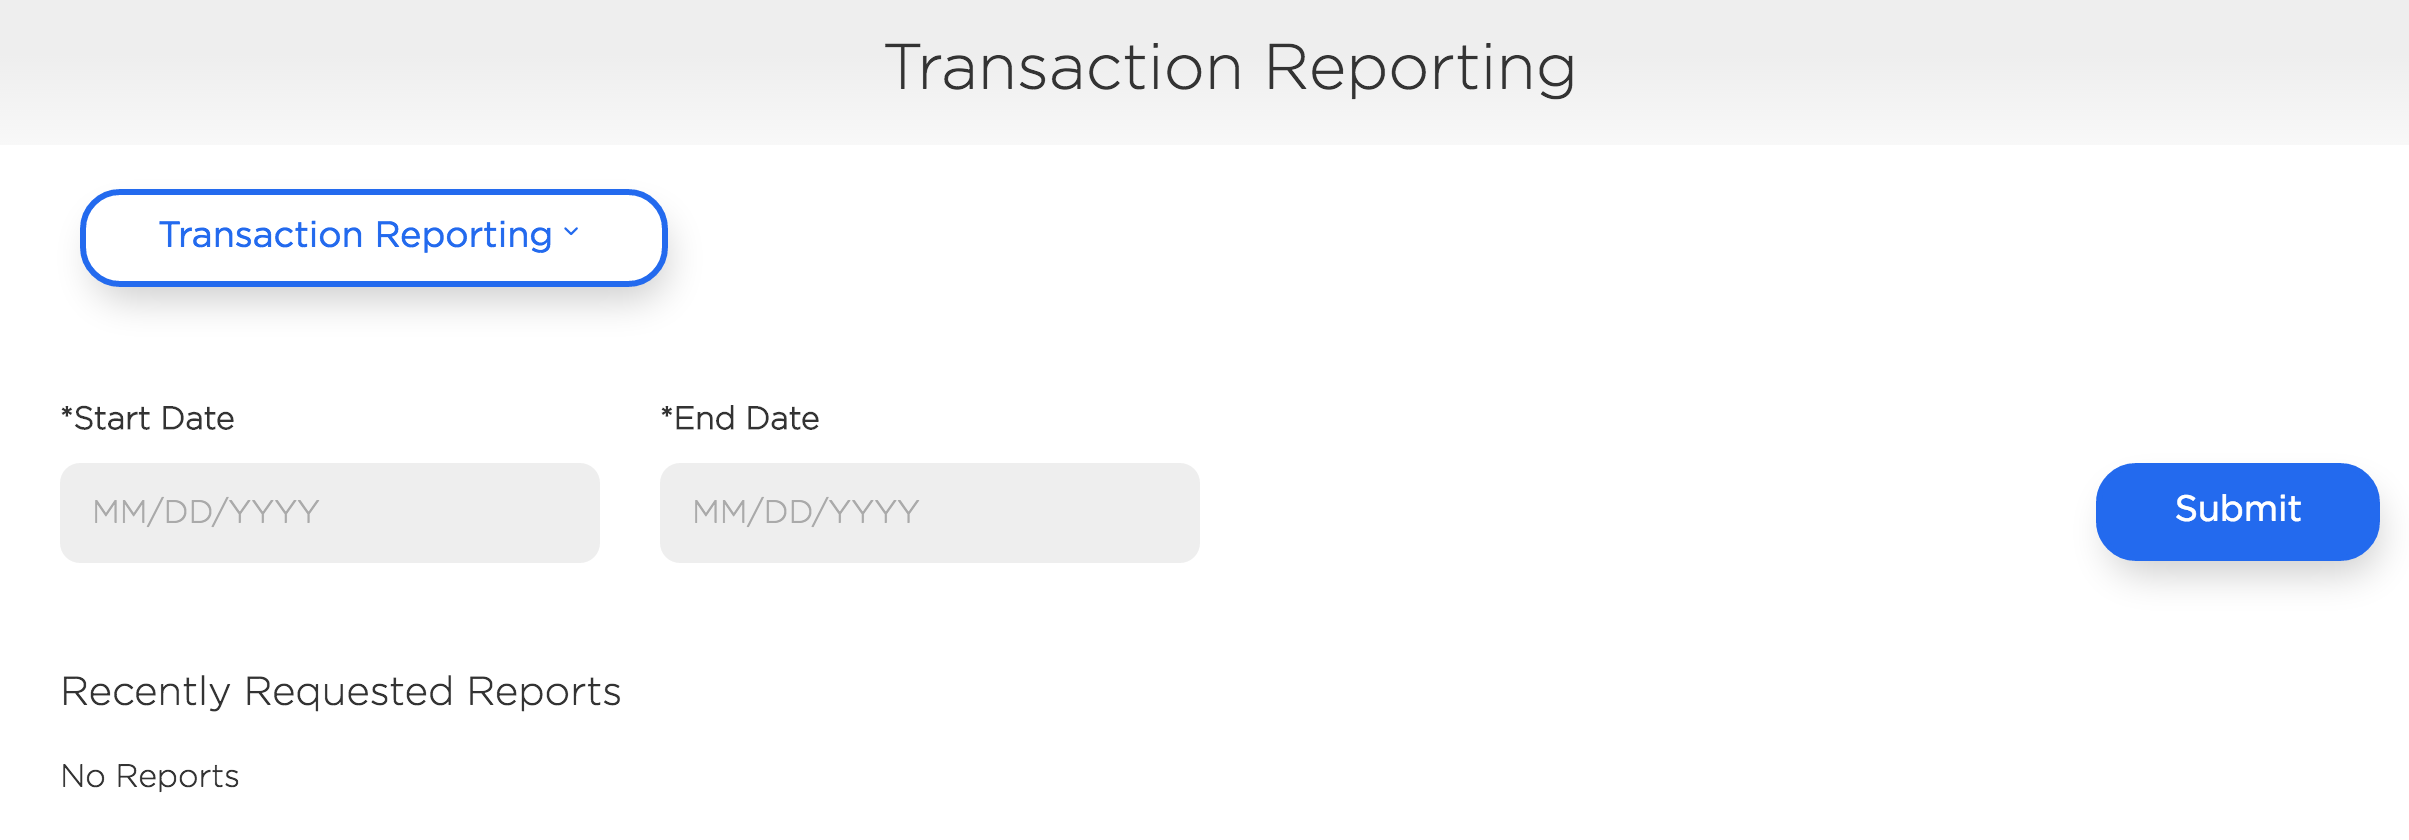 Transaction Reporting
Transaction Reporting
*Start Date
*End Date
MM/DD/YYYY
MM/DD/YYYY
Submit
Recently Requested Reports
No Reports